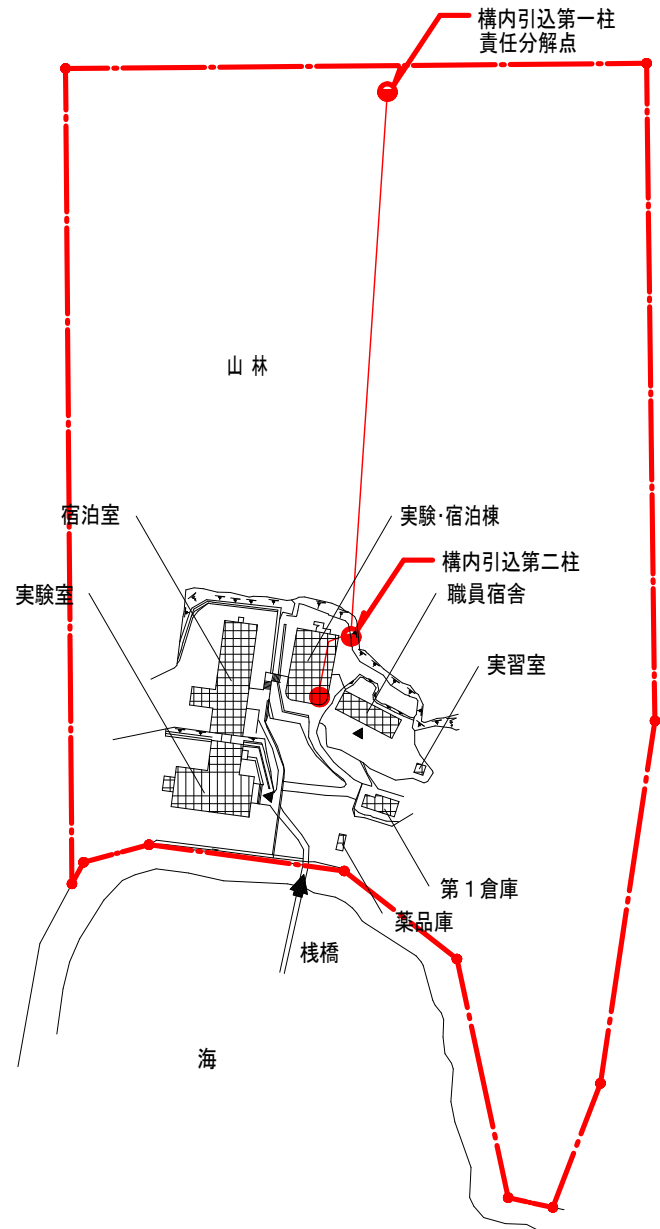 構内引込第一柱
責任分解点
山 林
宿泊室
実験・宿泊棟
構内引込第二柱
職員宿舎
実験室
実習室
第１倉庫
薬品庫
桟橋
海